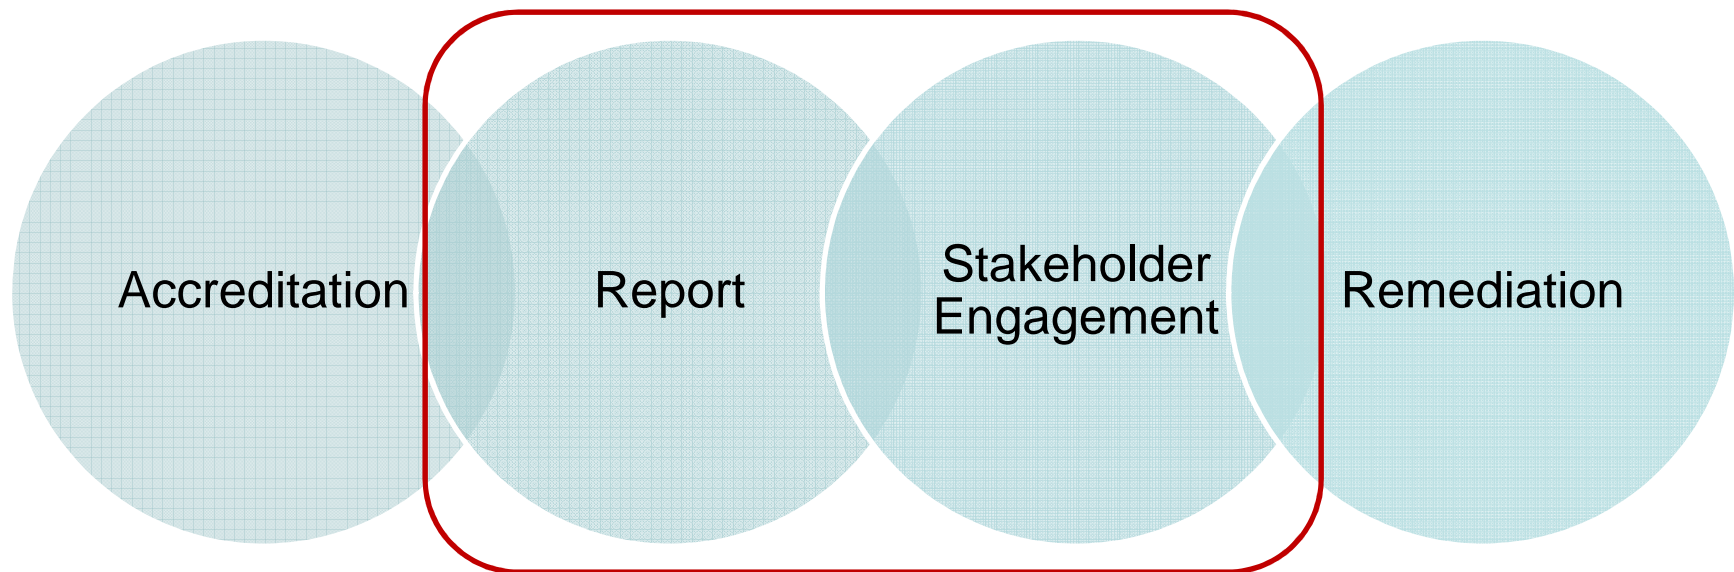 Accreditation
Report
Stakeholder
Engagement
Remediation